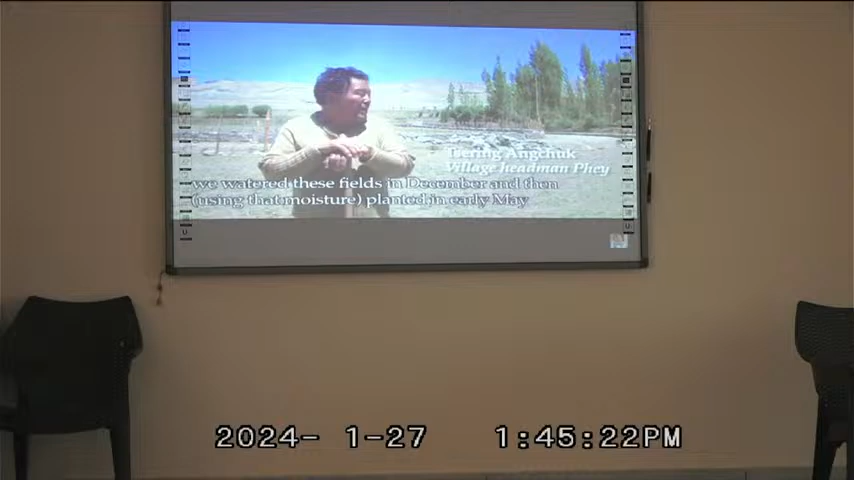 Tsering Angchuk
Village headman Phey
we watered these fields in December and then
(using that moisture) planted in early May
2024- 1-27 1:45:22PM